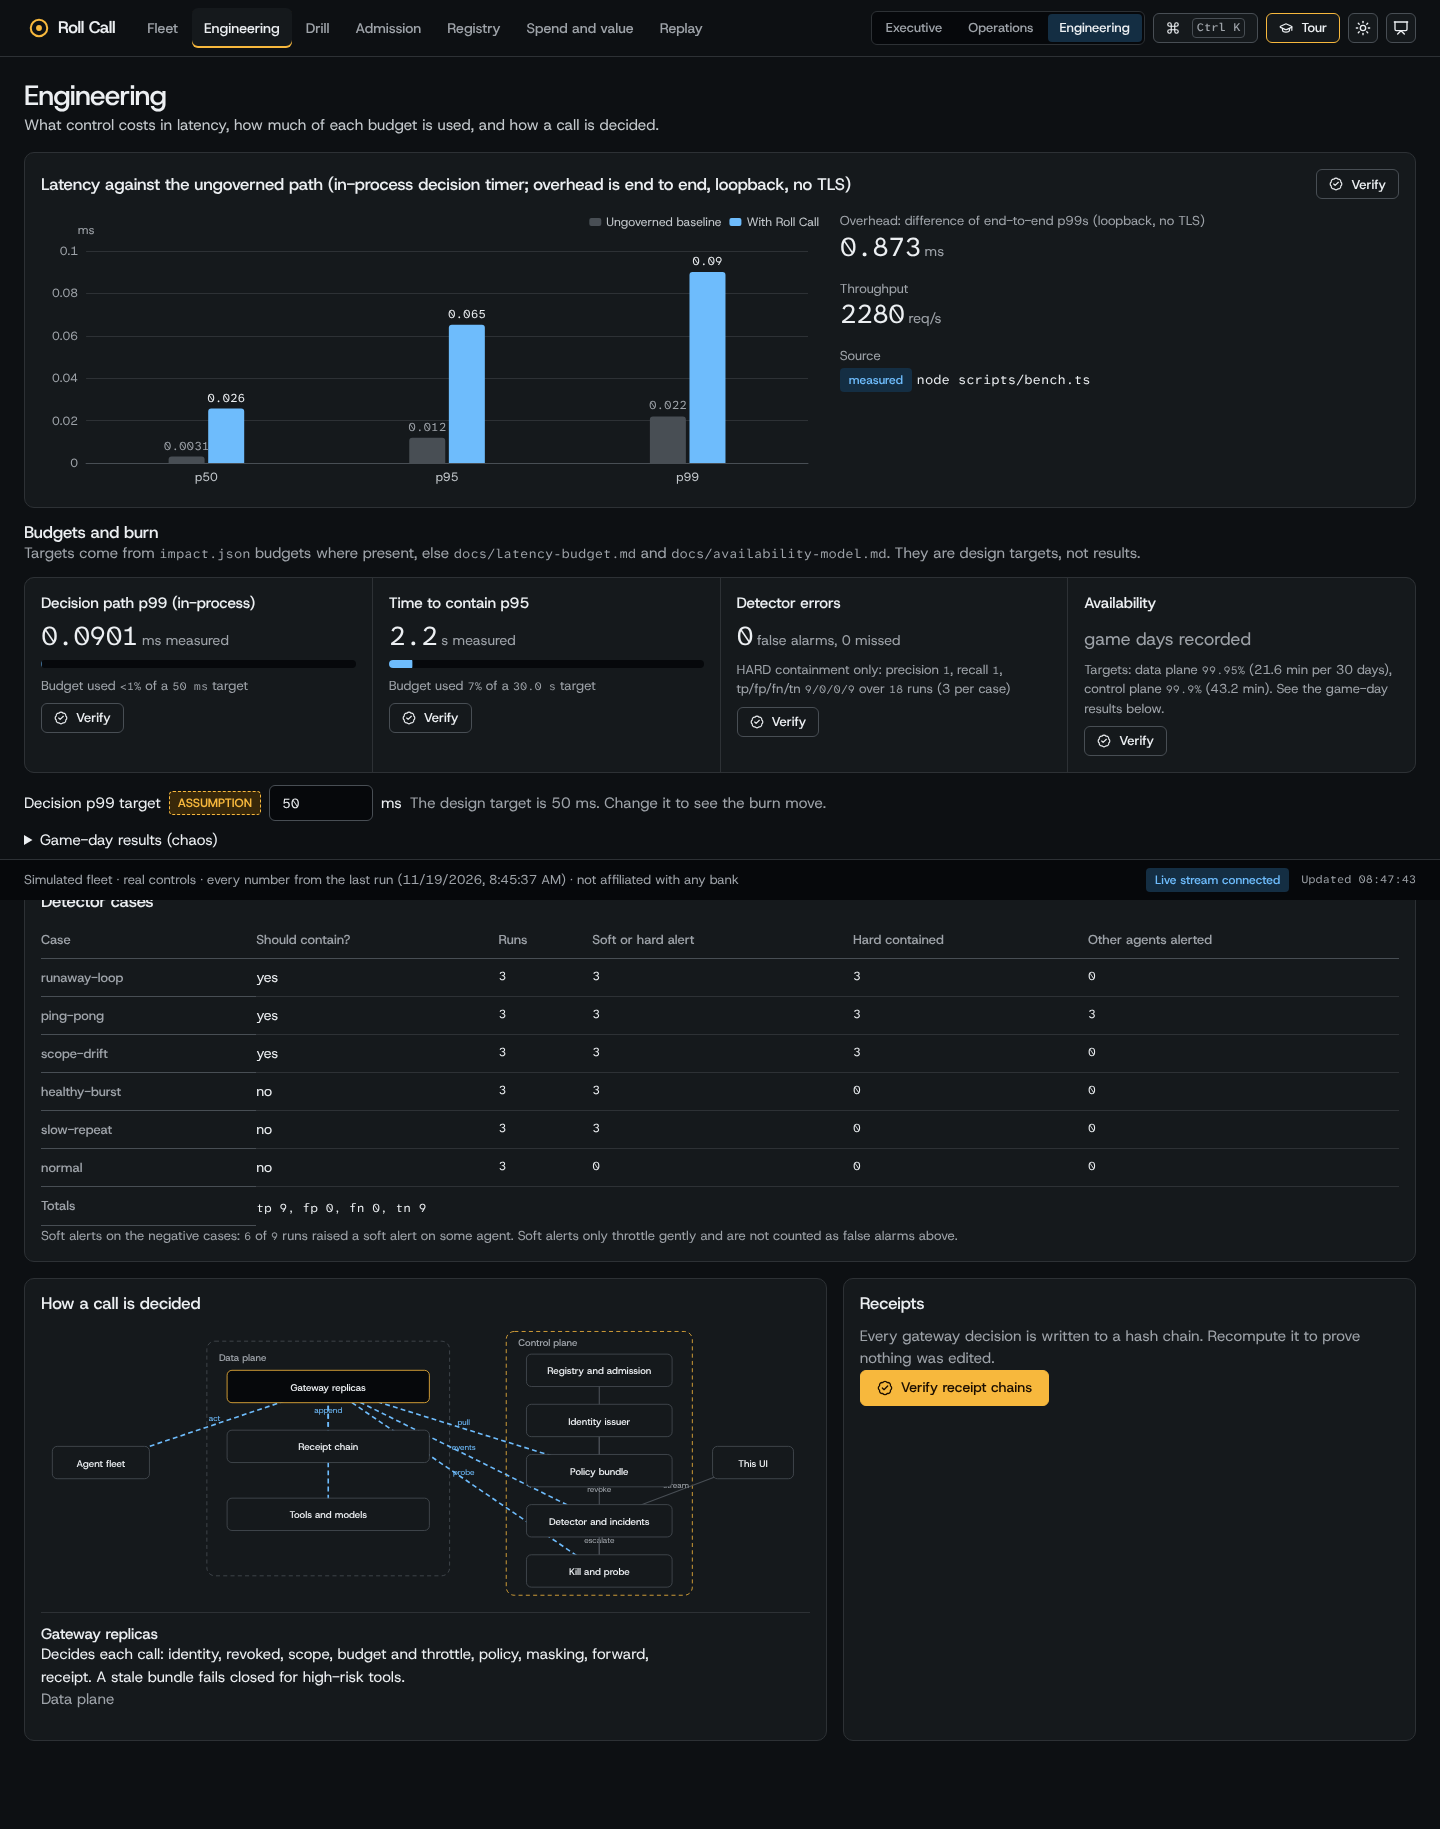 Roll Call Fleet Engineering Drill Admission Registry Spend and value Replay Executive Operations Engineering ⌘ Ctrl K Tour
Engineering
What control costs in latency, how much of each budget is used, and how a call is decided.
Latency against the ungoverned path (in-process decision timer; overhead is end to end, loopback, no TLS)
Verify
Ungoverned baseline With Roll Call
ms
0.1
0.08
0.06
0.04
0.02
0
0.0031
0.026
0.012
0.065
0.022
0.09
p50 p95 p99
Overhead: difference of end-to-end p99s (loopback, no TLS)
0.873 ms
Throughput
2280 req/s
Source
measured node scripts/bench.ts
Budgets and burn
Targets come from impact.json budgets where present, else docs/latency-budget.md and docs/availability-model.md. They are design targets, not results.
Decision path p99 (in-process)
0.0901 ms measured
Budget used <1% of a 50 ms target
Verify
Time to contain p95
2.2 s measured
Budget used 7% of a 30.0 s target
Verify
Detector errors
0 false alarms, 0 missed
HARD containment only: precision 1, recall 1,
tp/fp/fn/tn 9/0/0/9 over 18 runs (3 per case)
Verify
Availability
game days recorded
Targets: data plane 99.95% (21.6 min per 30 days),
control plane 99.9% (43.2 min). See the game-day
results below.
Verify
Decision p99 target ASSUMPTION 50 ms The design target is 50 ms. Change it to see the burn move.
Game-day results (chaos)
Simulated fleet · real controls · every number from the last run (11/19/2026, 8:45:37 AM) · not affiliated with any bank
Live stream connected Updated 08:47:43
Detector cases
Case Should contain? Runs Soft or hard alert Hard contained Other agents alerted
runaway-loop yes 3 3 3 0
ping-pong yes 3 3 3 3
scope-drift yes 3 3 3 0
healthy-burst no 3 3 0 0
slow-repeat no 3 3 0 0
normal no 3 0 0 0
Totals tp 9, fp 0, fn 0, tn 9
Soft alerts on the negative cases: 6 of 9 runs raised a soft alert on some agent. Soft alerts only throttle gently and are not counted as false alarms above.
How a call is decided
Data plane
Gateway replicas
append
act
Receipt chain
Agent fleet
Tools and models
pull
events
probe
Control plane
Registry and admission
Identity issuer
Policy bundle
revoke
Detector and incidents
escalate
Kill and probe
This UI
Gateway replicas
Decides each call: identity, revoked, scope, budget and throttle, policy, masking, forward,
receipt. A stale bundle fails closed for high-risk tools.
Data plane
Receipts
Every gateway decision is written to a hash chain. Recompute it to prove
nothing was edited.
Verify receipt chains